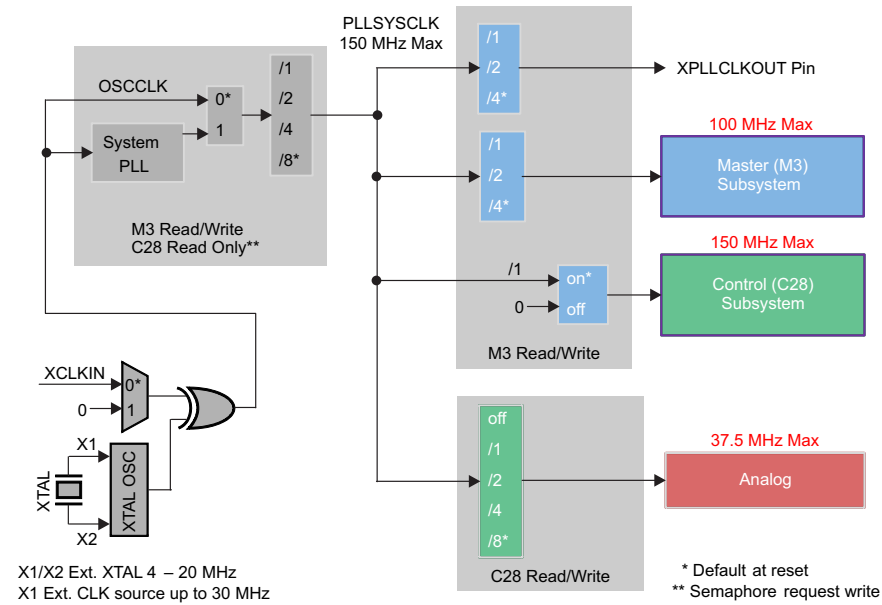 PLLSYSCLK
150 MHz Max
OSCCLK
System
PLL
0*
1
/1
/2
/4
/8*
M3 Read/Write
C28 Read Only**
/1
/2
/4*
XPLLCLKOUT Pin
/1
/2
/4*
100 MHz Max
Master (M3)
Subsystem
150 MHz Max
/1
0
on*
off
Control (C28)
Subsystem
M3 Read/Write
XCLKIN
0
0*
1
X1
XTAL
XTAL OSC
X2
off
/1
/2
/4
/8*
37.5 MHz Max
Analog
C28 Read/Write
X1/X2 Ext. XTAL 4 – 20 MHz
X1 Ext. CLK source up to 30 MHz
* Default at reset
** Semaphore request write